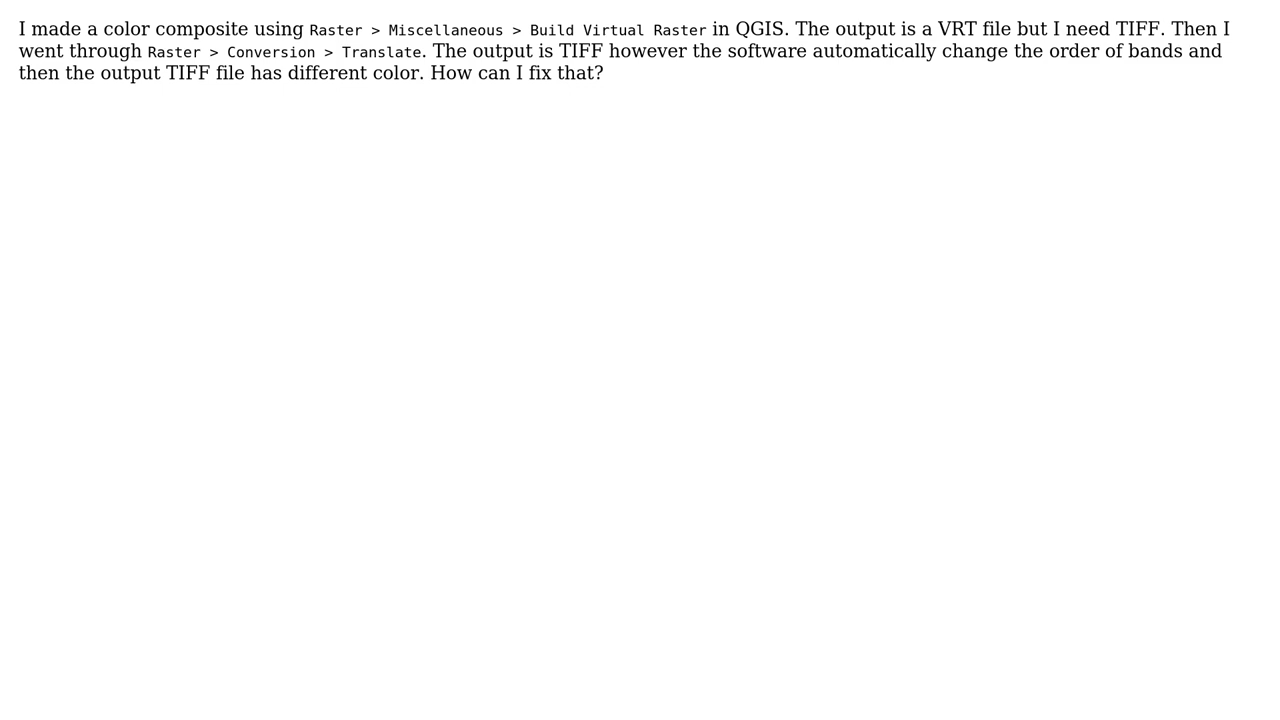 I made a color composite using Raster > Miscellaneous > Build Virtual Raster in QGIS. The output is a VRT file but I need TIFF. Then I
went through Raster > Conversion > Translate. The output is TIFF however the software automatically change the order of bands and
then the output TIFF file has different color. How can I fix that?